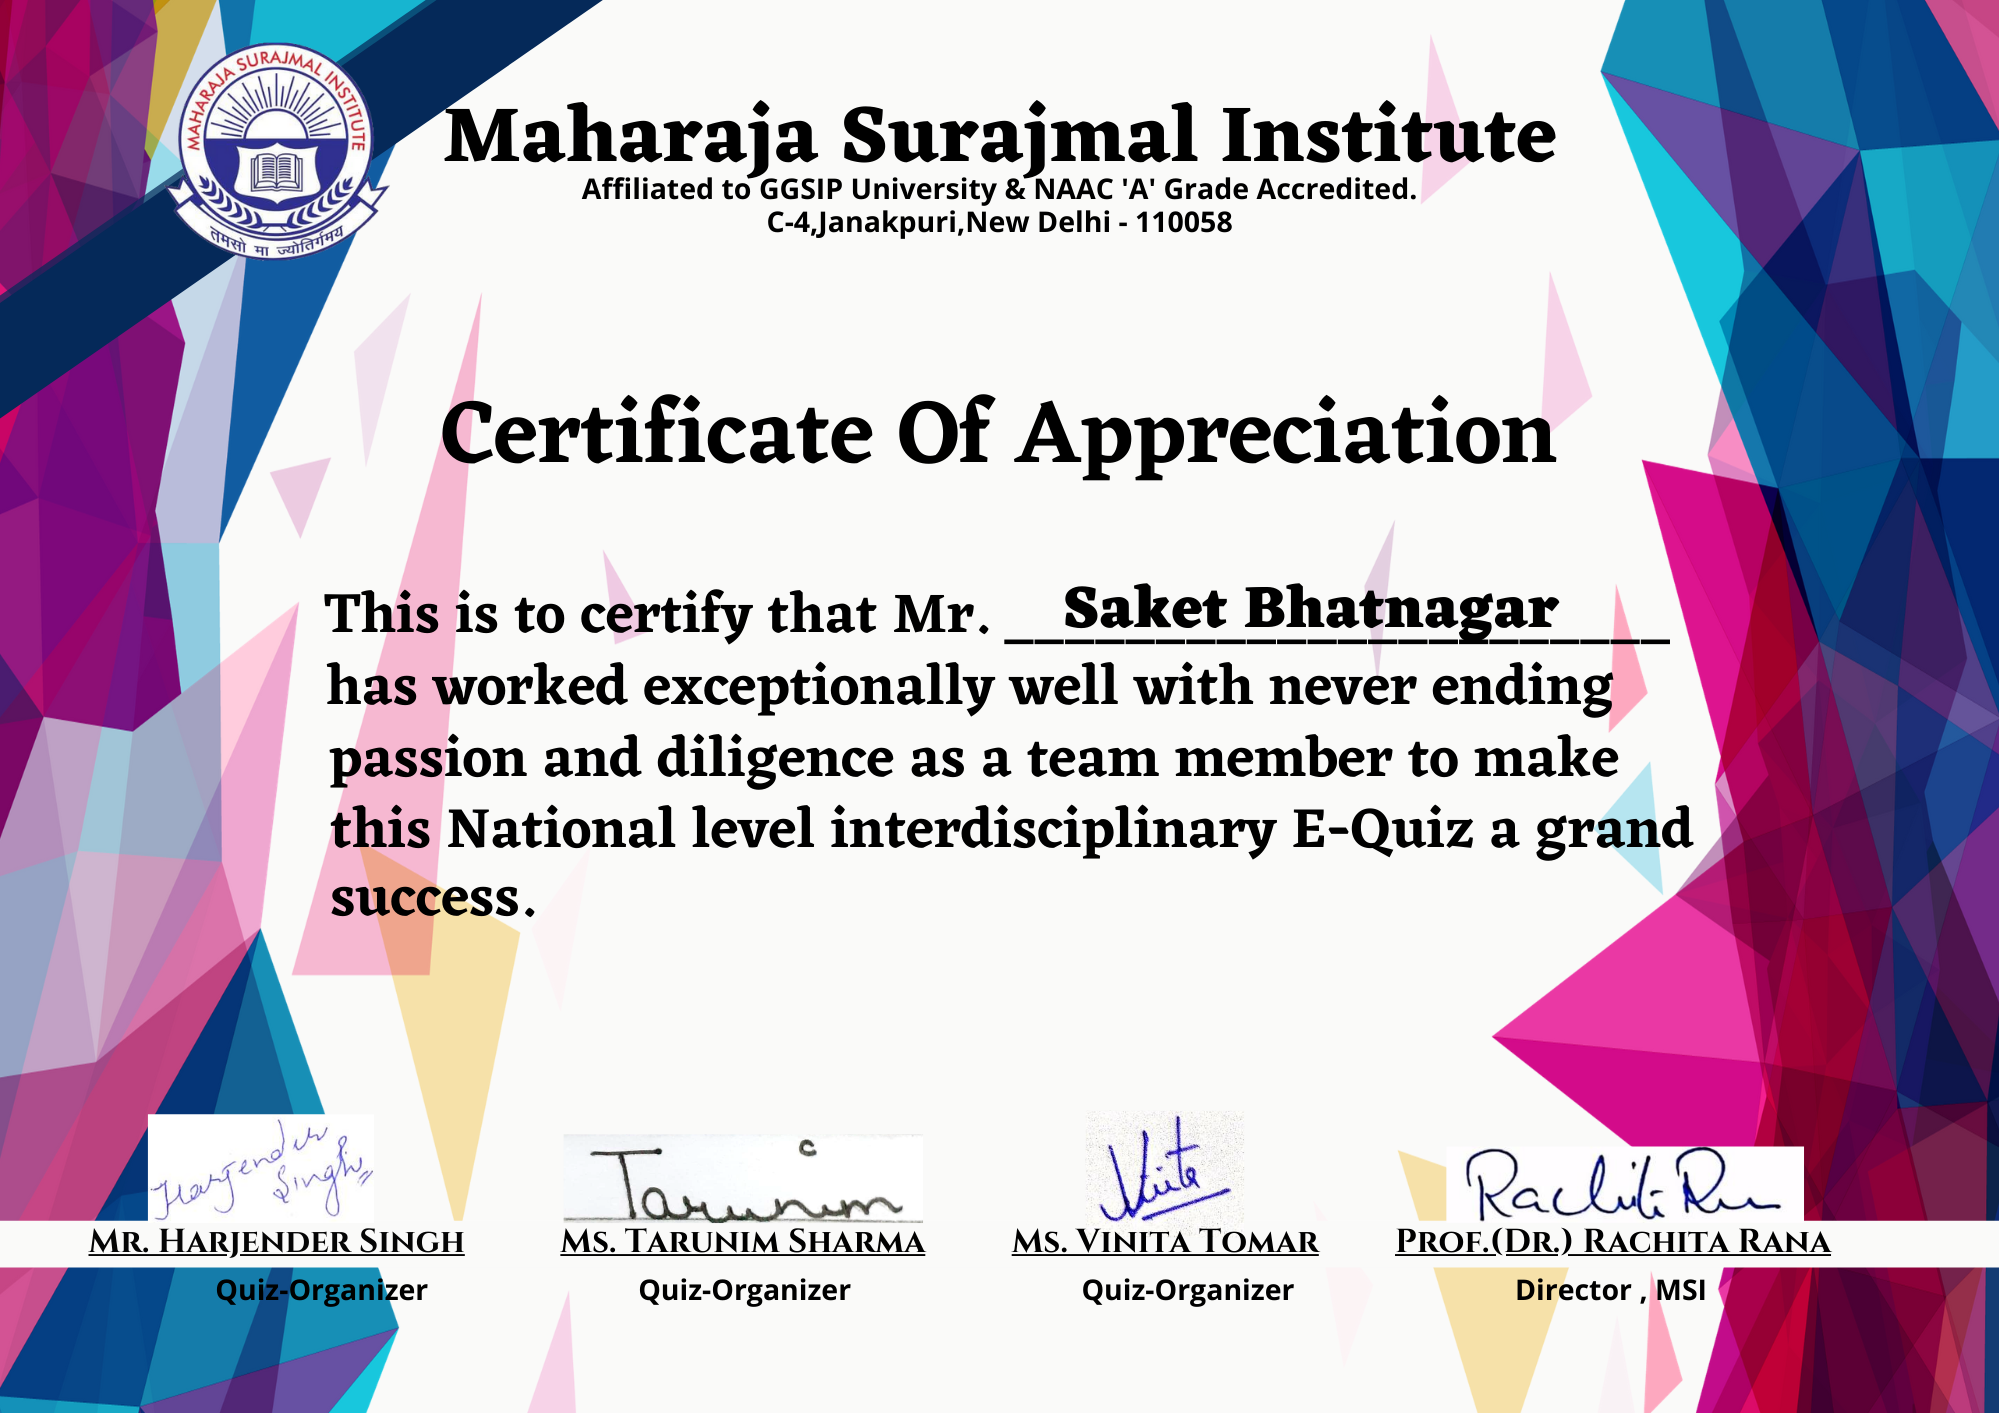 MAHARAJA SURAJMAL INSTITUTE
तमसो मा ज्योतिर्गमय
Maharaja Surajmal Institute
Affiliated to GGSIP University & NAAC 'A' Grade Accredited.
C-4,Janakpuri,New Delhi - 110058
Certificate Of Appreciation
This is to certify that Mr. Saket Bhatnagar
has worked exceptionally well with never ending
passion and diligence as a team member to make
this National level interdisciplinary E-Quiz a grand
success.
Harjender Singh
Tarunim
Vinita
Rachita Rana
Mr. Harjender Singh Ms. Tarunim Sharma Ms. Vinita Tomar Prof.(Dr.) Rachita Rana
Quiz-Organizer Quiz-Organizer Quiz-Organizer Director , MSI